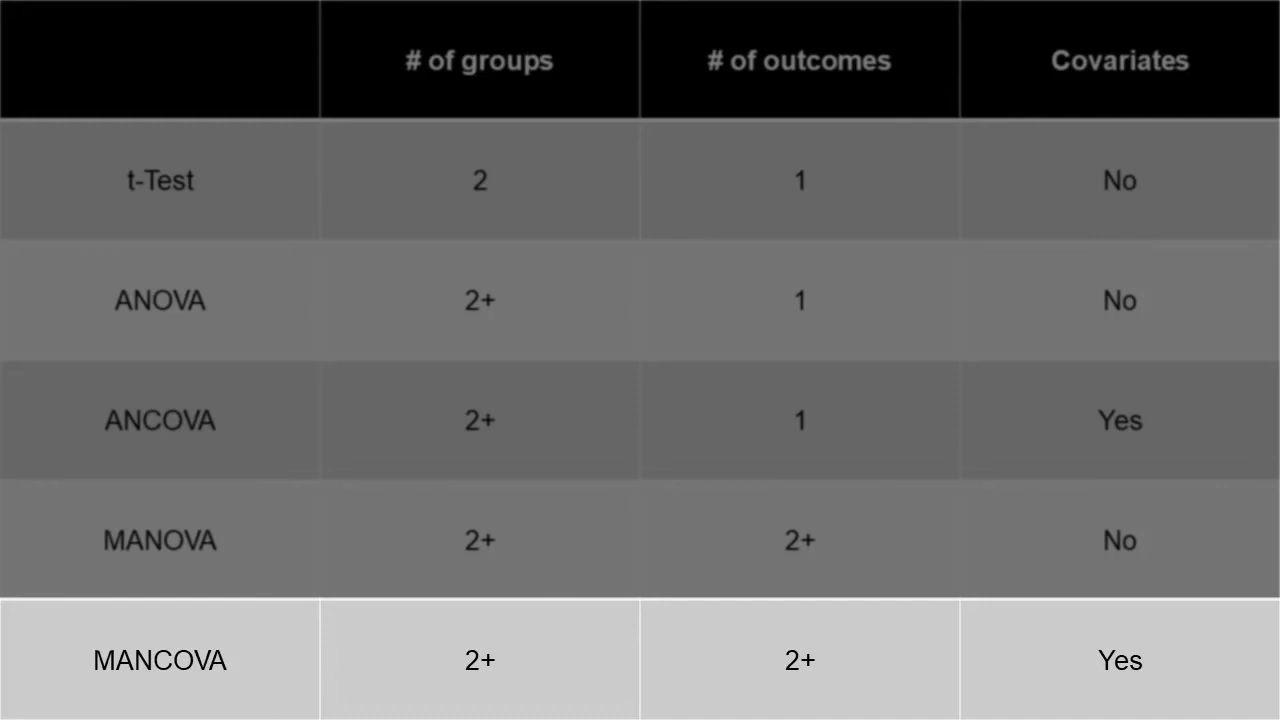 # of groups # of outcomes Covariates
t-Test 2 1 No
ANOVA 2+ 1 No
ANCOVA 2+ 1 Yes
MANOVA 2+ 2+ No
MANCOVA 2+ 2+ Yes